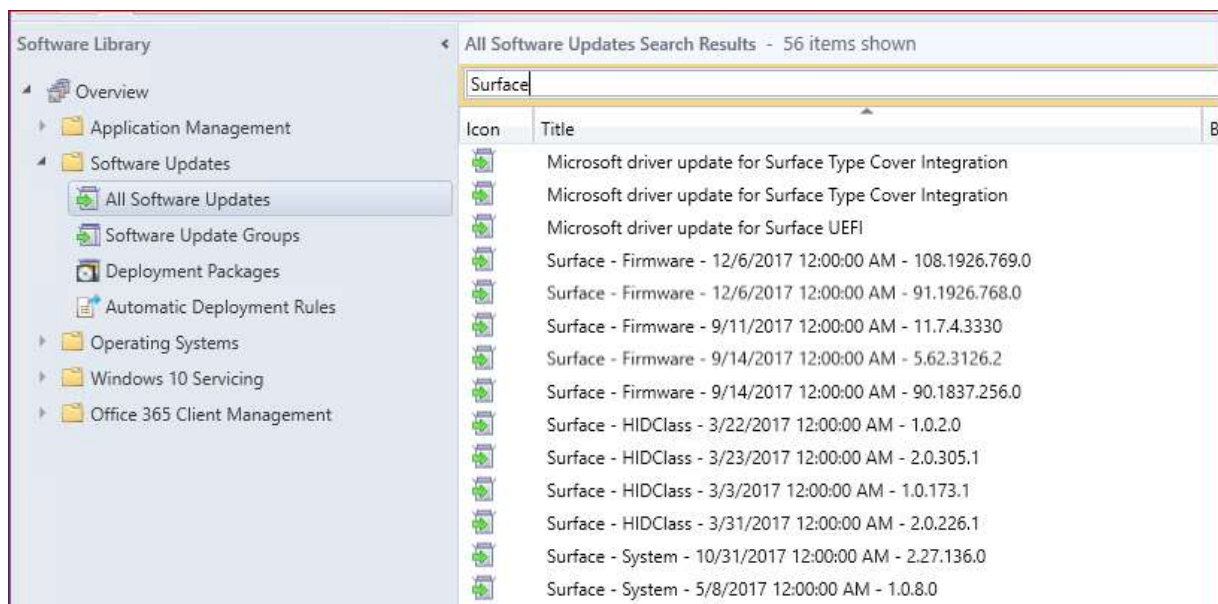 Software Library
Overview
Application Management
Software Updates
All Software Updates
Software Update Groups
Deployment Packages
Automatic Deployment Rules
Operating Systems
Windows 10 Servicing
Office 365 Client Management
All Software Updates Search Results - 56 items shown
Surface
Icon Title
Microsoft driver update for Surface Type Cover Integration
Microsoft driver update for Surface Type Cover Integration
Microsoft driver update for Surface UEFI
Surface - Firmware - 12/6/2017 12:00:00 AM - 108.1926.769.0
Surface - Firmware - 12/6/2017 12:00:00 AM - 91.1926.768.0
Surface - Firmware - 9/11/2017 12:00:00 AM - 11.7.4.3330
Surface - Firmware - 9/14/2017 12:00:00 AM - 5.62.3126.2
Surface - Firmware - 9/14/2017 12:00:00 AM - 90.1837.256.0
Surface - HIDClass - 3/22/2017 12:00:00 AM - 1.0.2.0
Surface - HIDClass - 3/23/2017 12:00:00 AM - 2.0.305.1
Surface - HIDClass - 3/3/2017 12:00:00 AM - 1.0.173.1
Surface - HIDClass - 3/31/2017 12:00:00 AM - 2.0.226.1
Surface - System - 10/31/2017 12:00:00 AM - 2.27.136.0
Surface - System - 5/8/2017 12:00:00 AM - 1.0.8.0